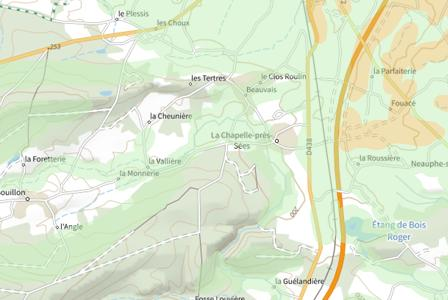 le Plessis
les Choux
253
les Tertres
le Clos Roulin
la Parfaiterie
Beauvais
Fouacé
la Cheunière
La Chapelle-près-
Sées
D438
la Foretterie
la Vallière
la Monnerie
la Roussière
Neauphe-s
ouillon
200
l'Angle
Étang de Bois
Roger
la Guélandière
Fosse Louvière